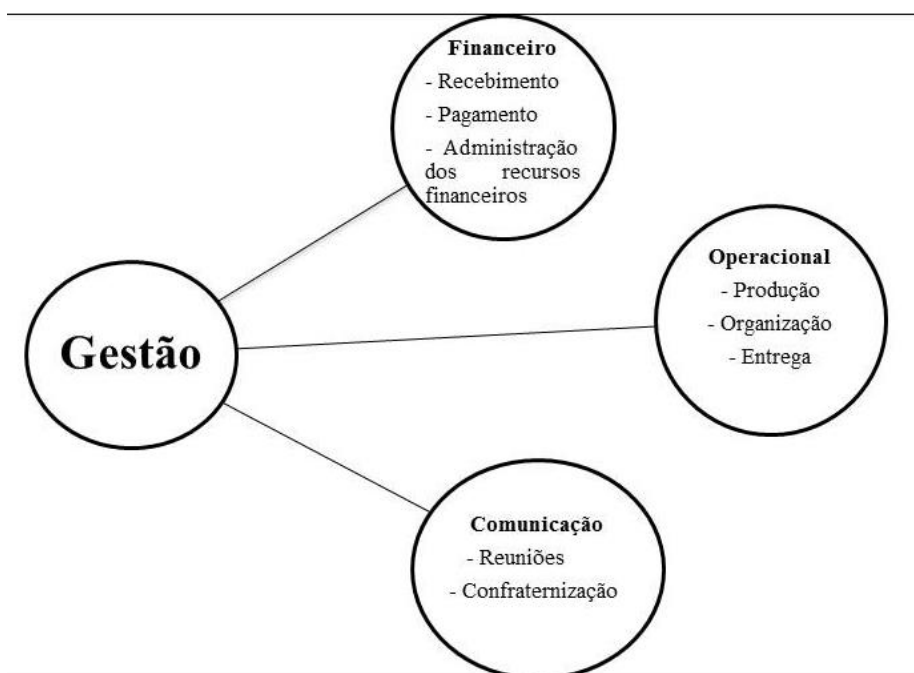 Financeiro
- Recebimento
- Pagamento
- Administração
dos recursos
financeiros
Operacional
- Produção
- Organização
- Entrega
Gestão
Comunicação
- Reuniões
- Confraternização